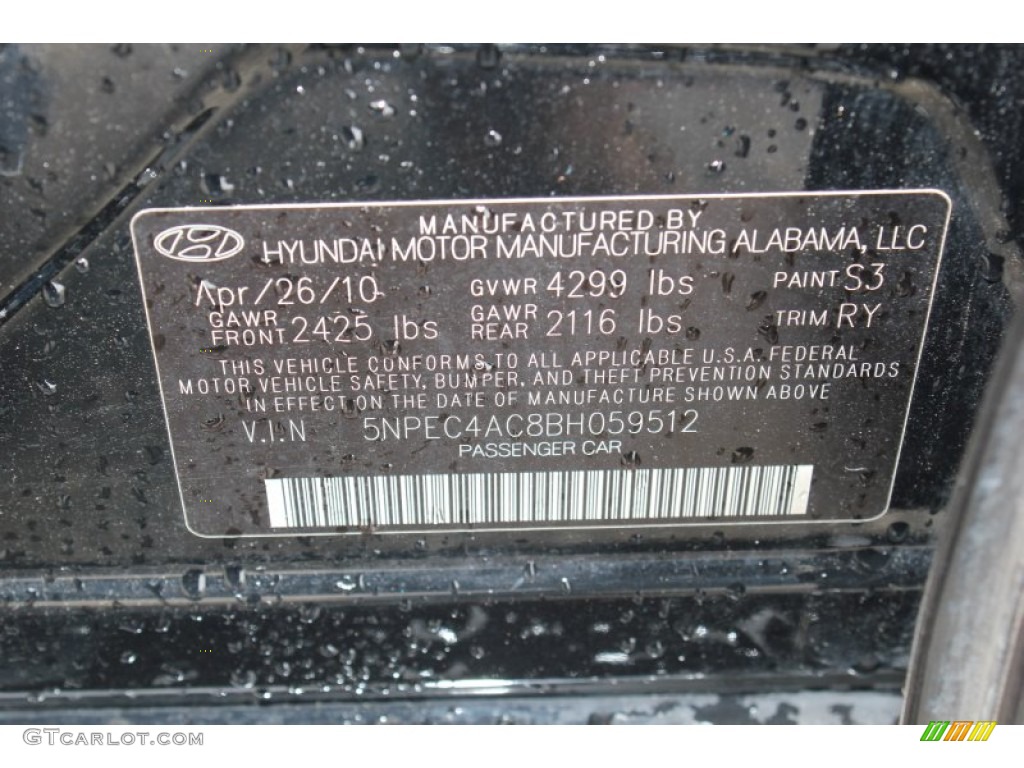 MANUFACTURED BY
HYUNDAI MOTOR MANUFACTURING ALABAMA, LLC
Apr/26/10 GVWR 4299 lbs PAINT S3
GAWR FRONT 2425 lbs GAWR REAR 2116 lbs TRIM RY
THIS VEHICLE CONFORMS TO ALL APPLICABLE U.S.A. FEDERAL
MOTOR VEHICLE SAFETY, BUMPER, AND THEFT PREVENTION STANDARDS
IN EFFECT ON THE DATE OF MANUFACTURE SHOWN ABOVE
V.I.N 5NPEC4AC8BH059512
PASSENGER CAR
GTCARLOT.COM